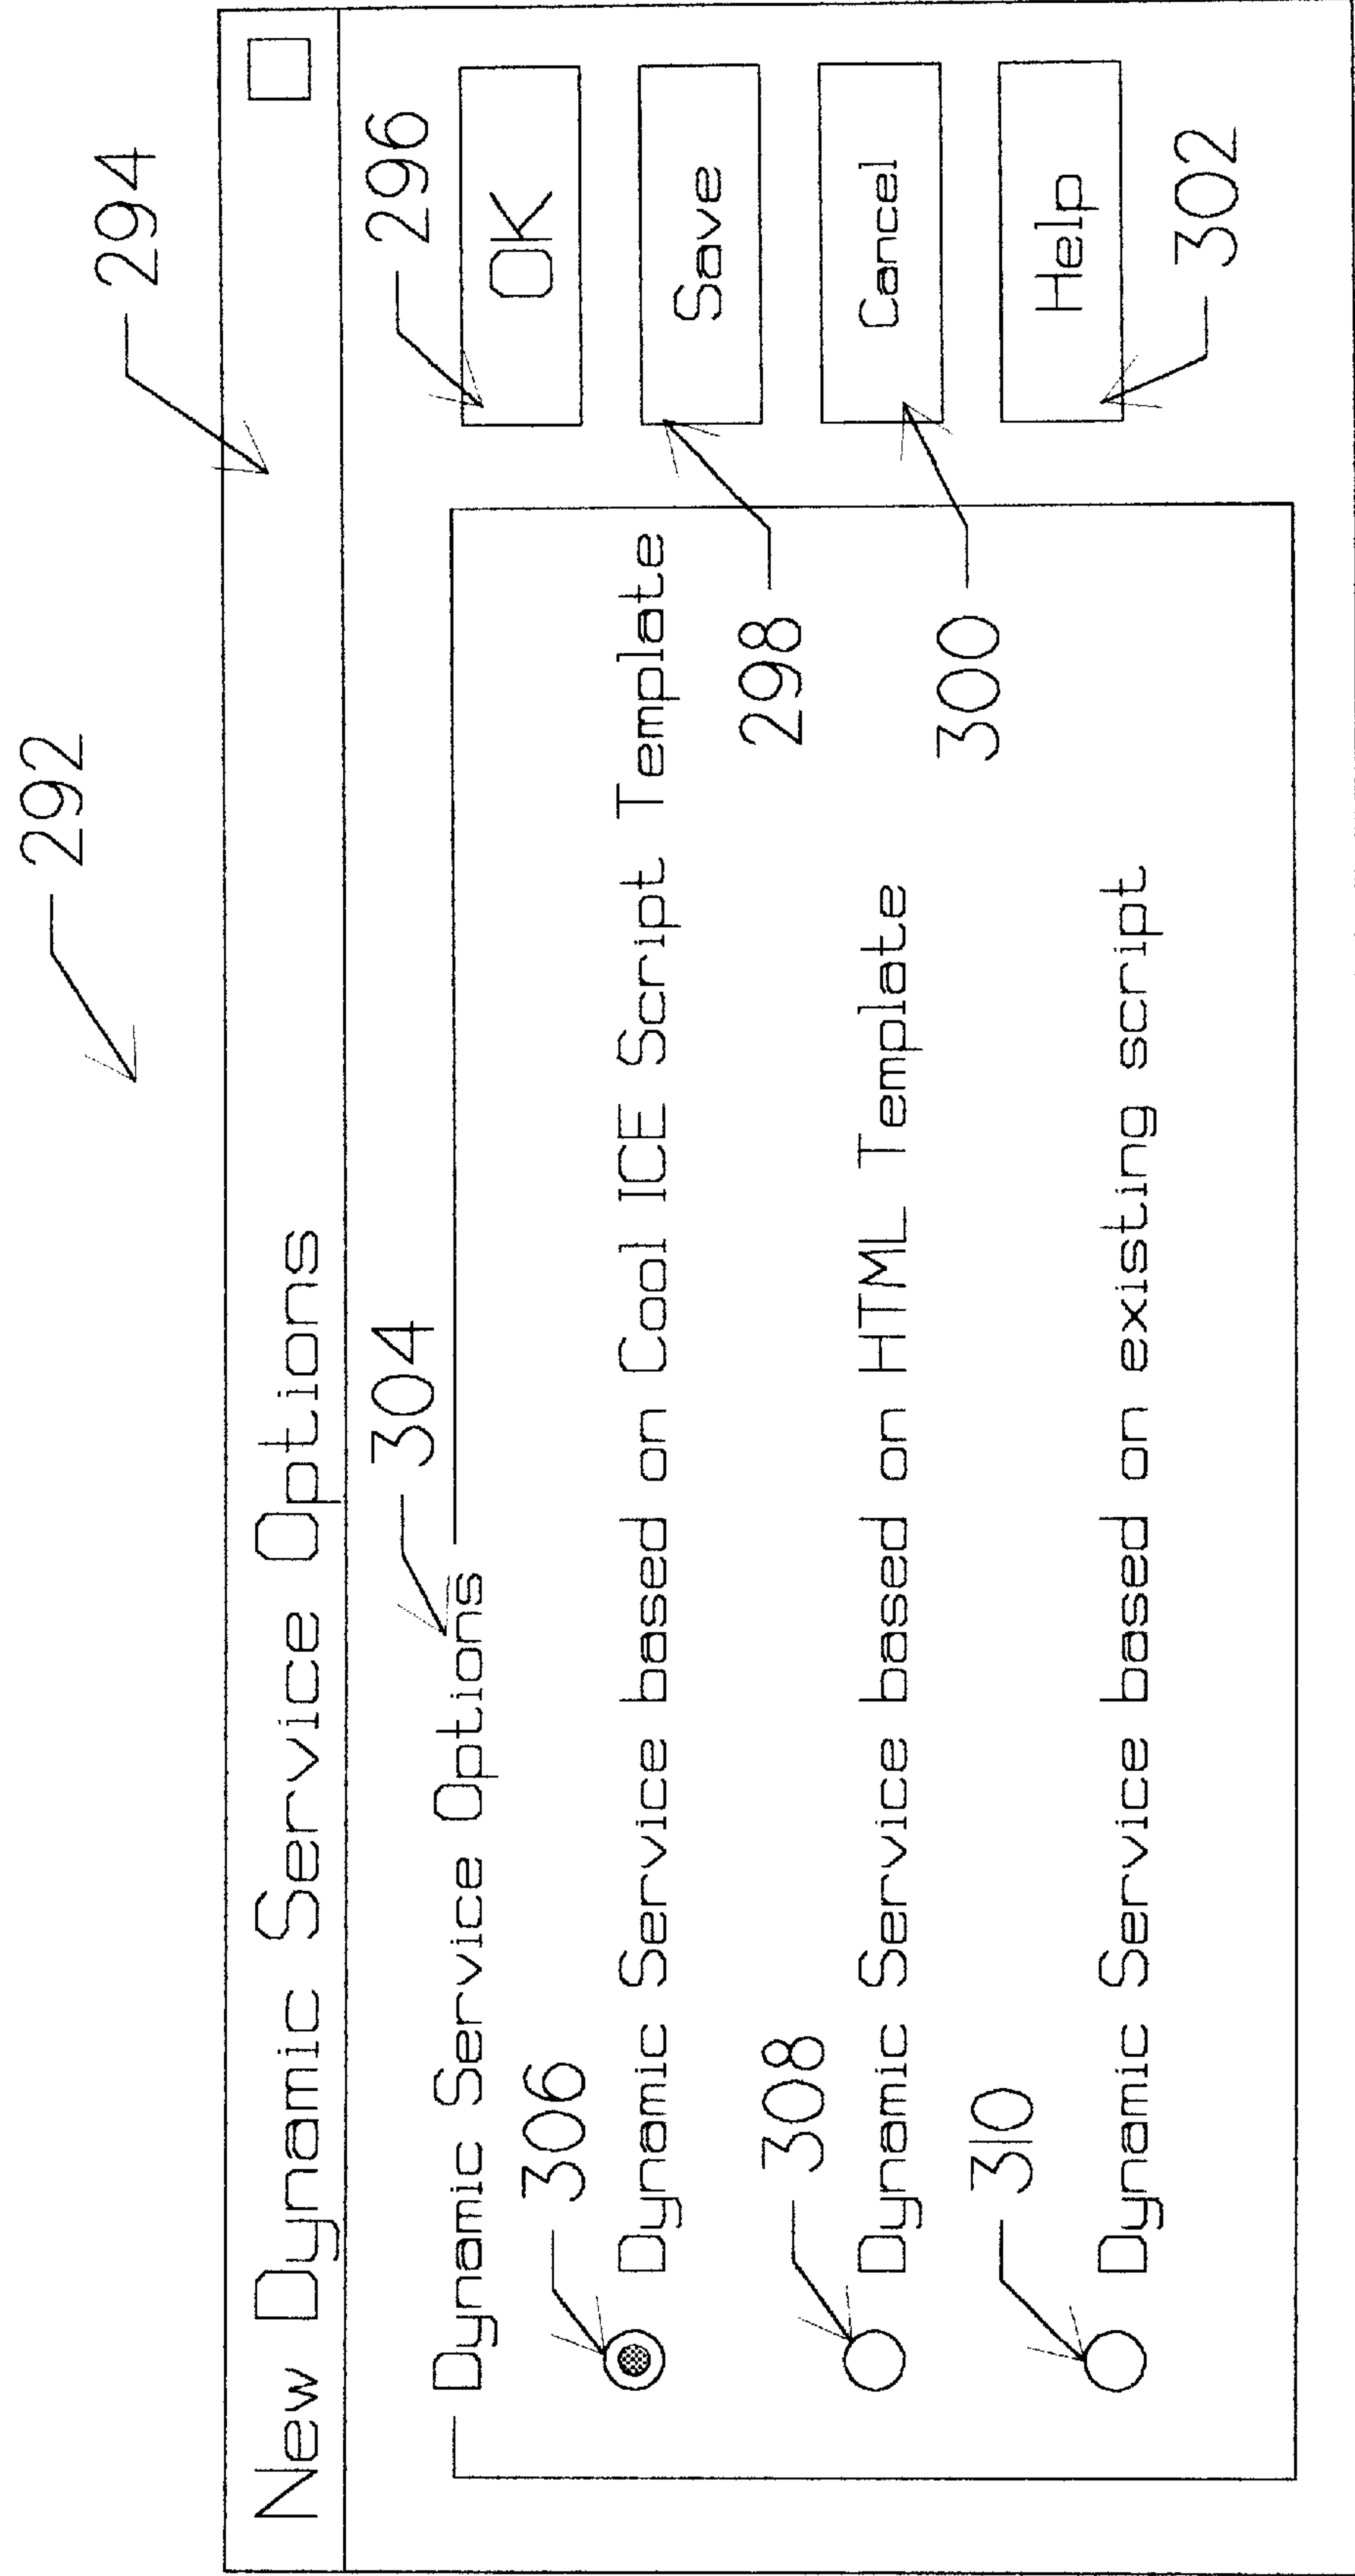 292
294
New Dynamic Service Options
304
296
Dynamic Service Options
OK
306
Dynamic Service based on Cool ICE Script Template
Save
298
308
Dynamic Service based on HTML Template
Cancel
300
310
Dynamic Service based on existing script
Help
302